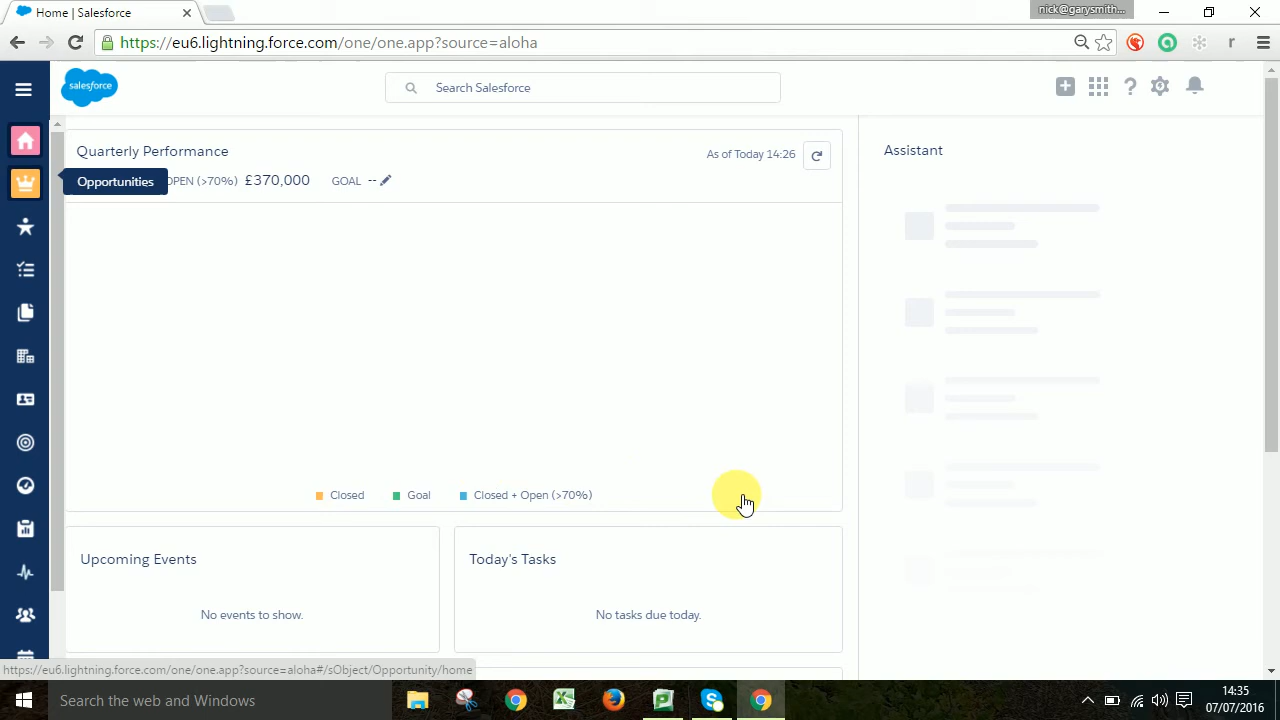 Home | Salesforce
nick@garysmith...
https://eu6.lightning.force.com/one/one.app?source=aloha
salesforce
Search Salesforce
Quarterly Performance
As of Today 14:26
Opportunities
OPEN (>70%) £370,000 GOAL --
Assistant
Closed
Goal
Closed + Open (>70%)
Upcoming Events
Today's Tasks
No events to show.
No tasks due today.
https://eu6.lightning.force.com/one/one.app?source=aloha#/sObject/Opportunity/home
Search the web and Windows
14:35
07/07/2016